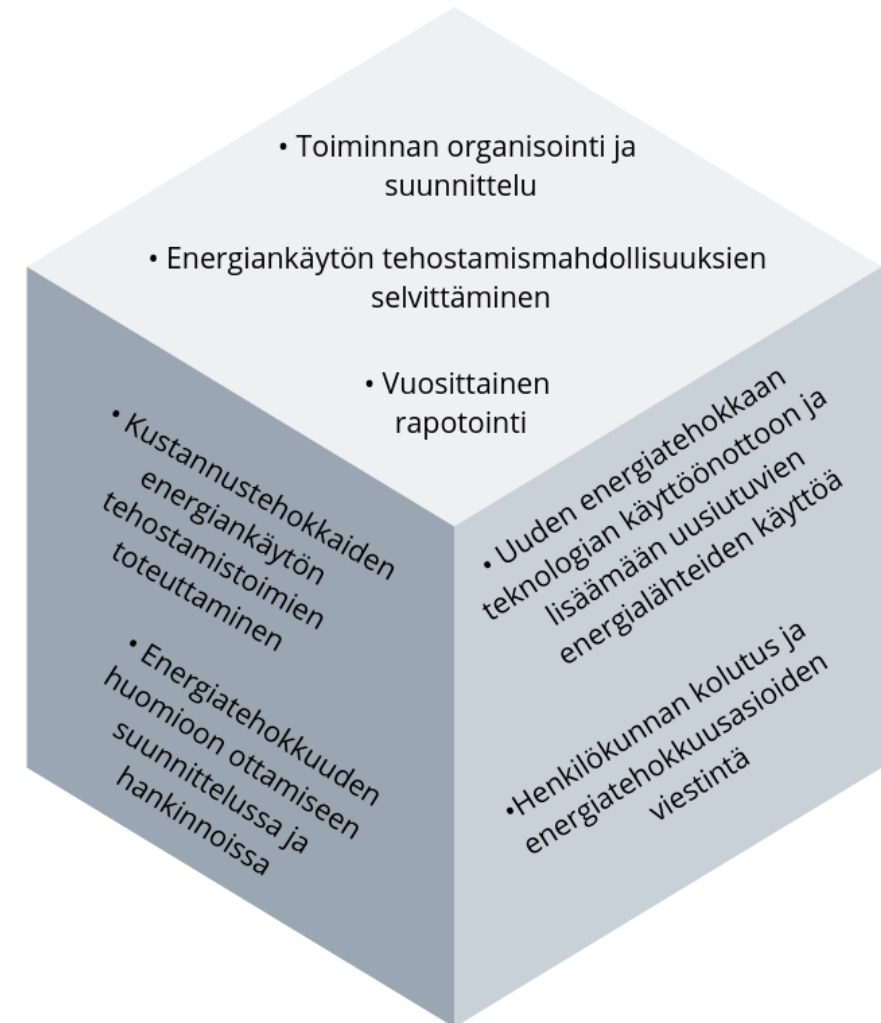 • Toiminnan organisointi ja
suunnittelu
• Energiankäytön tehostamismahdollisuuksien
selvittäminen
• Vuosittainen
rapotointi
• Kustannustehokkaiden
energiankäytön
tehostamistoimien
toteuttaminen
• Energiatehokkuuden
huomioon ottamiseen
suunnittelussa ja
hankinnoissa
• Uuden energiatehokkaan
teknologian käyttöönottoon ja
lisäämään uusiutuvien
energialähteiden käyttöä
•Henkilökunnan kolutus ja
energiatehokkuusasioiden
viestintä